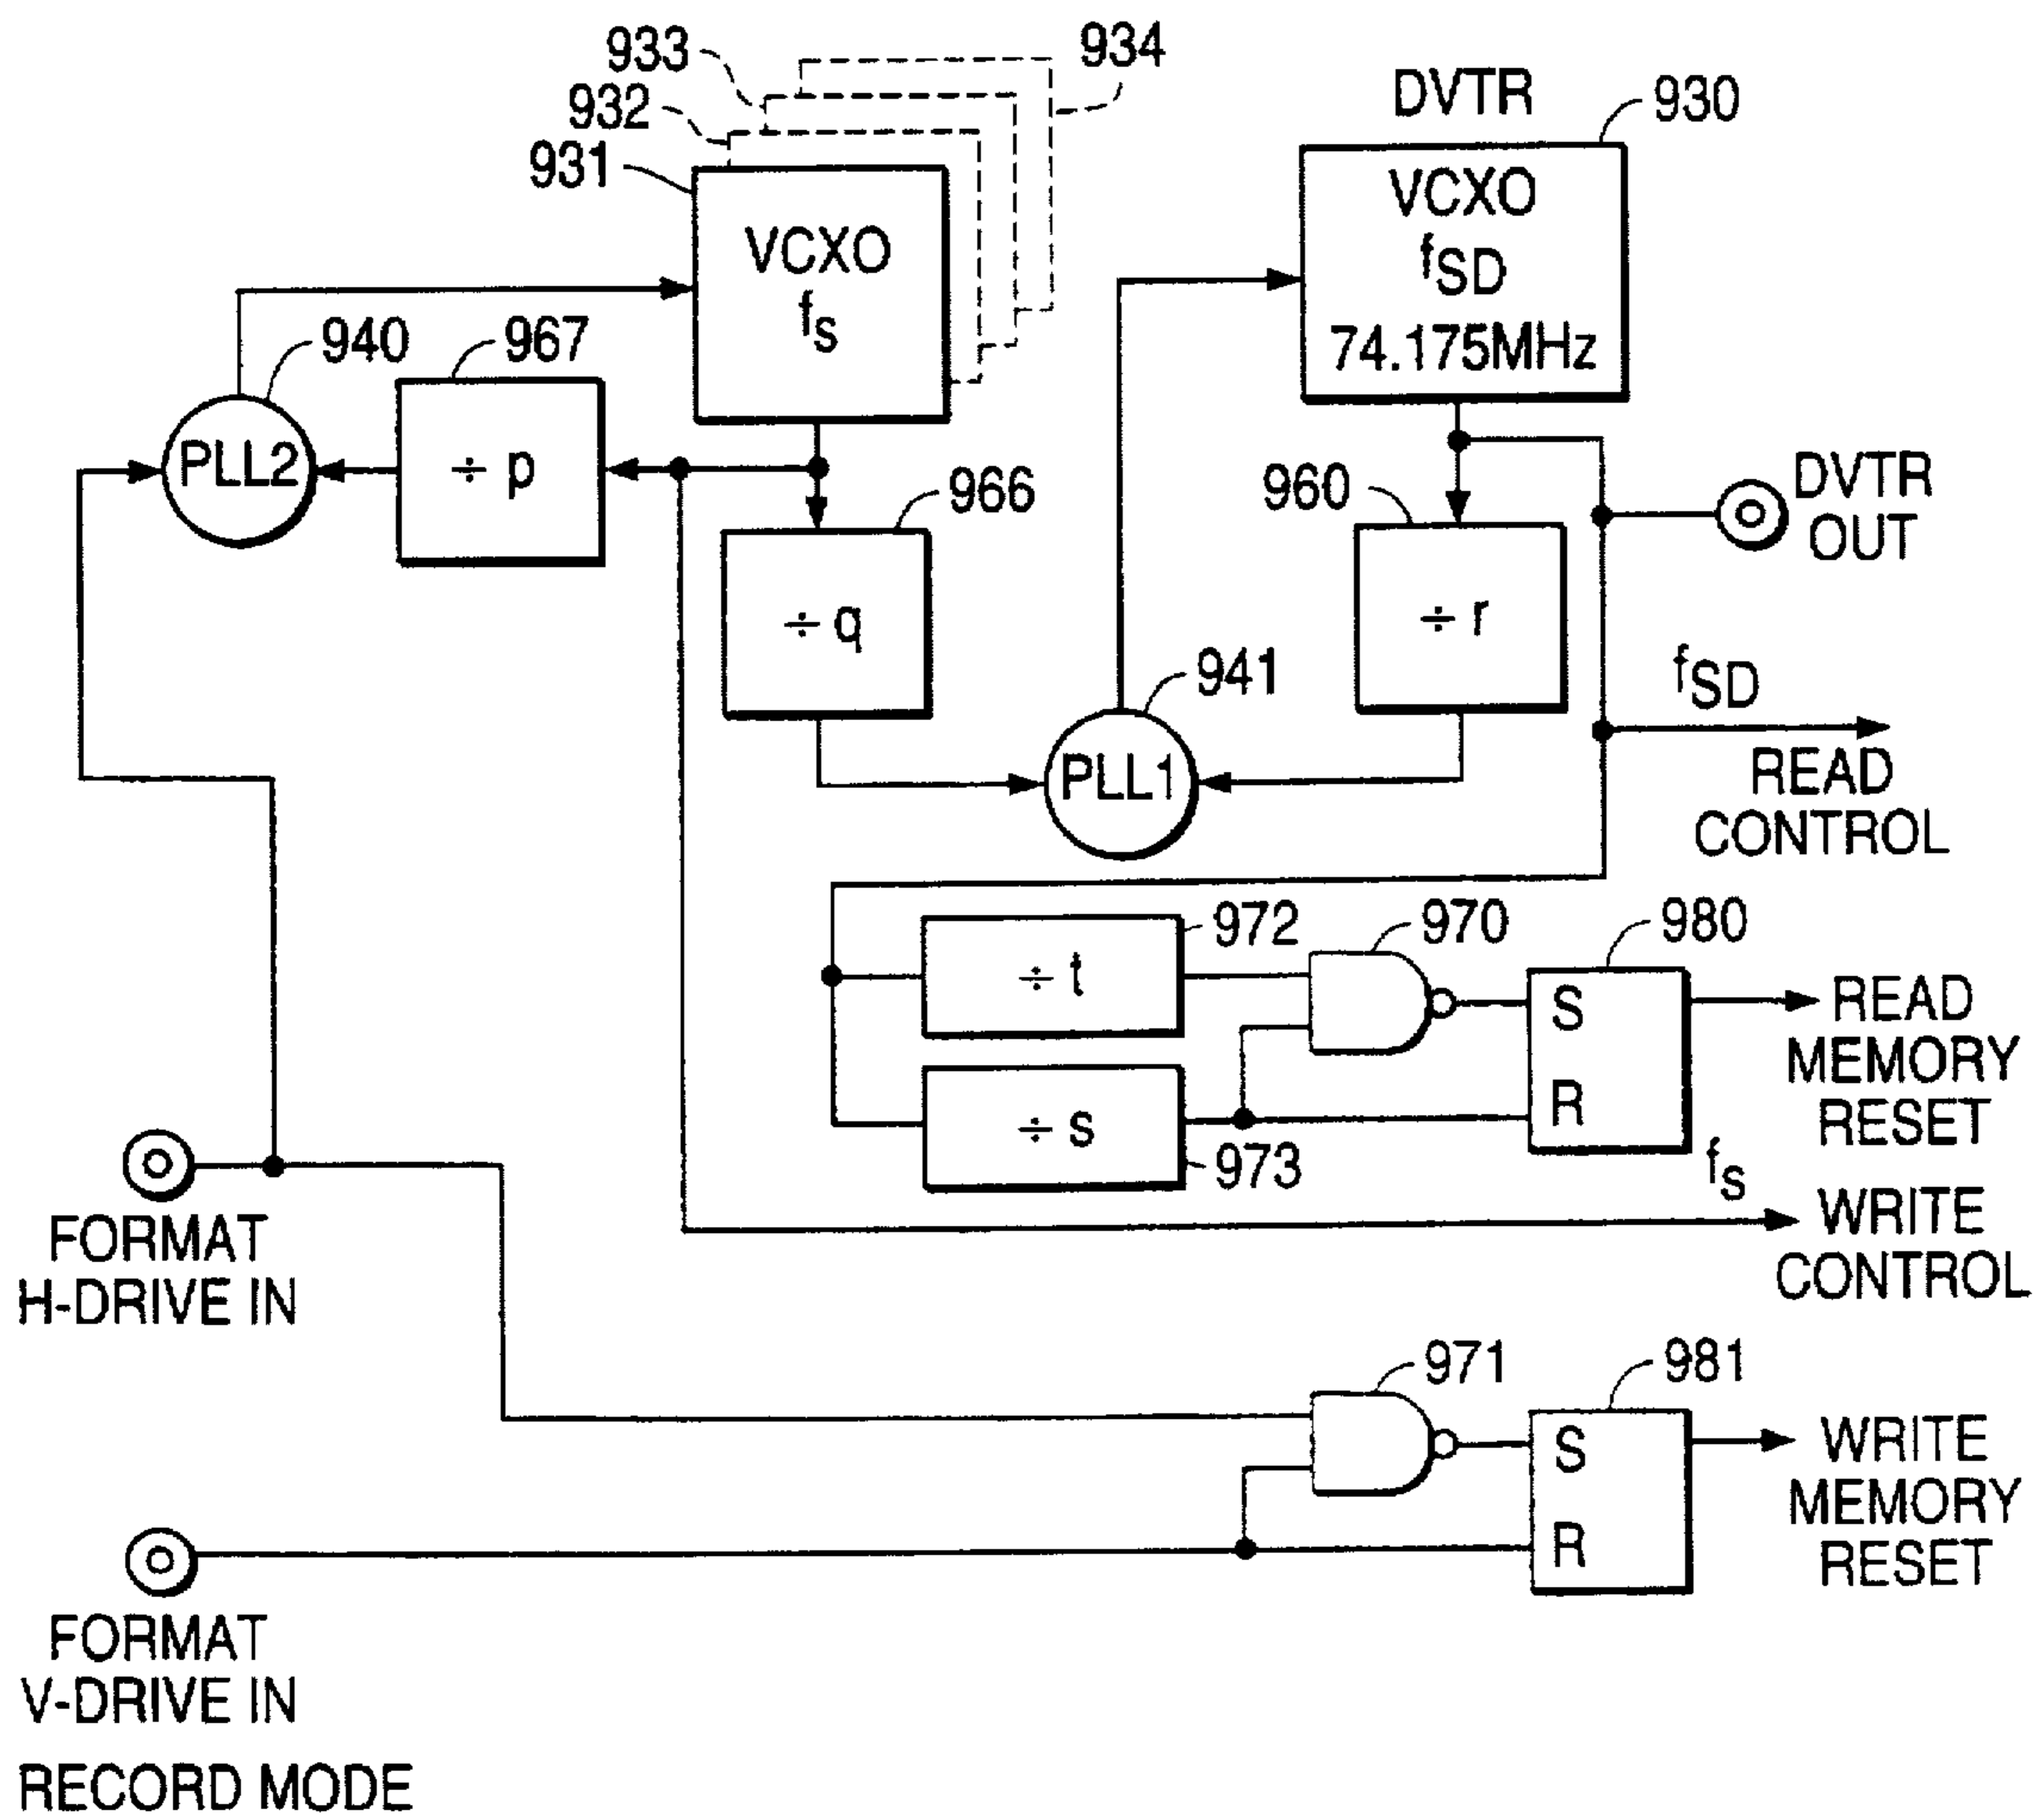 933
934
932
931
VCXO
fs
DVTR
930
VCXO
fSD
74.175MHz
940
967
PLL2
÷ p
966
÷ q
960
÷ r
DVTR
OUT
941
PLL1
fSD
READ
CONTROL
972
÷ t
970
980
S
R
READ
MEMORY
RESET
÷ s
973
fs
WRITE
CONTROL
FORMAT
H-DRIVE IN
971
981
S
R
WRITE
MEMORY
RESET
FORMAT
V-DRIVE IN
RECORD MODE